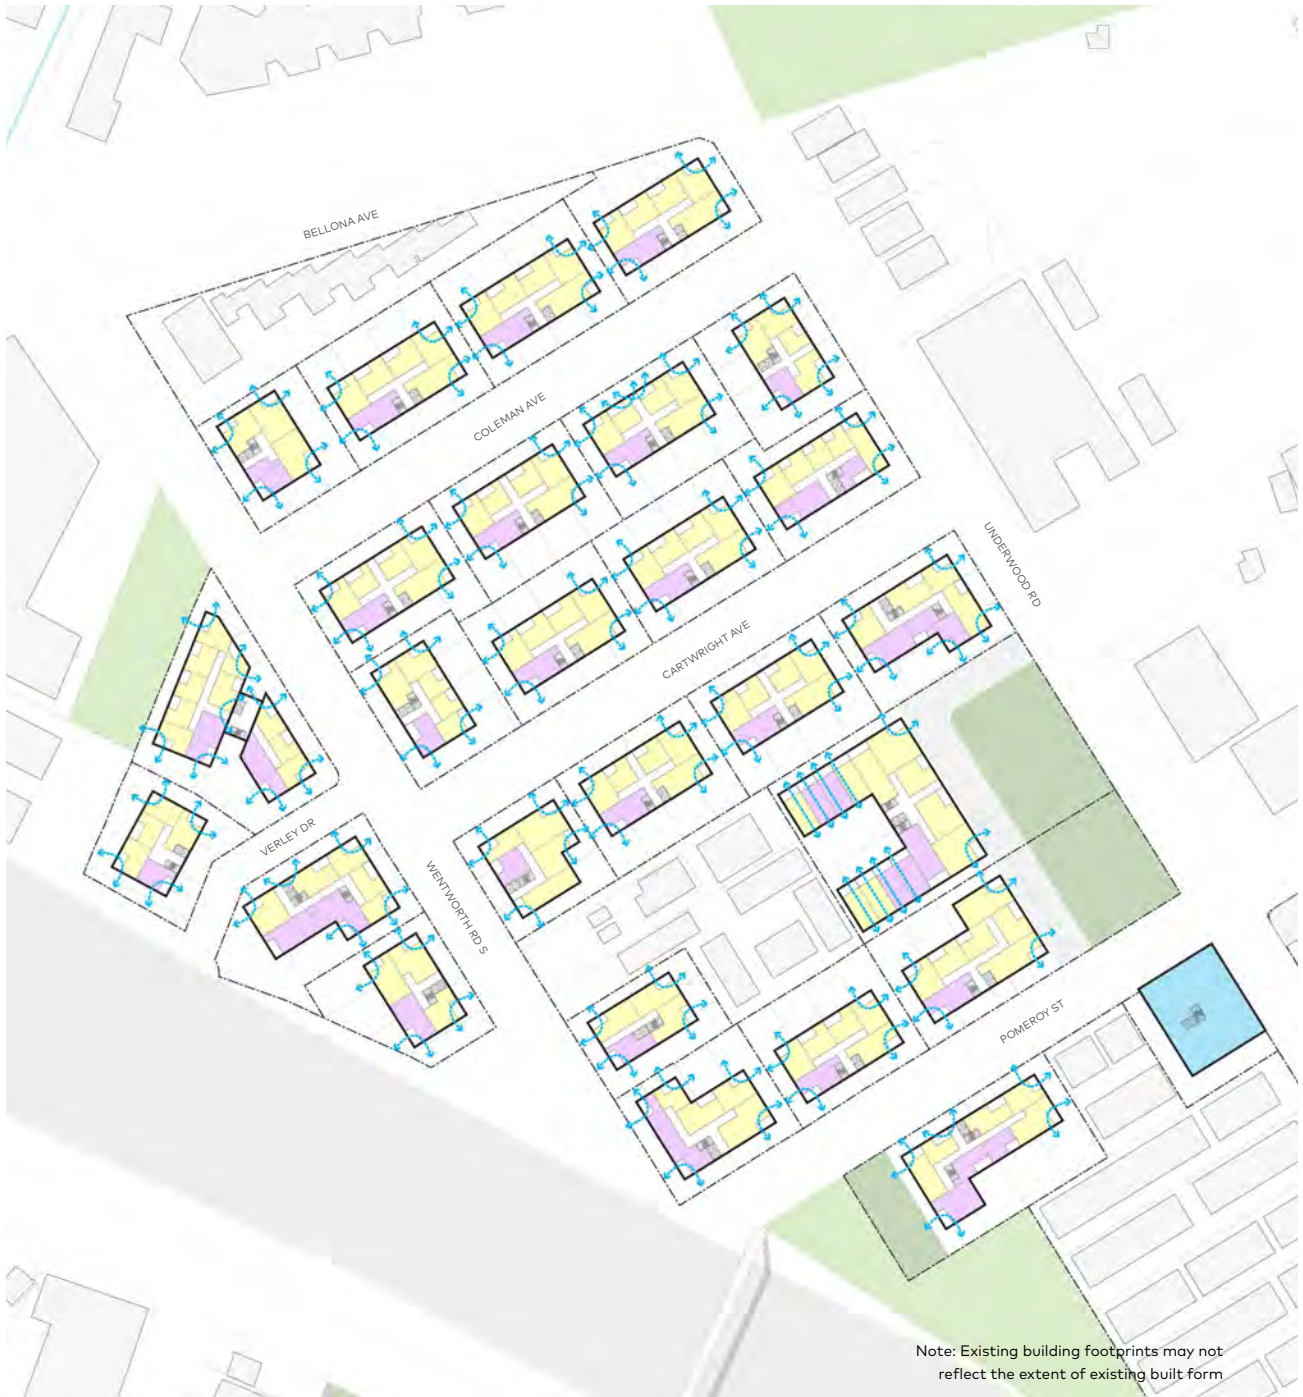 BELLONA AVE
COLEMAN AVE
UNDERWOOD RD
CARTWRIGHT AVE
VERLEY DR
WENTWORTH RD S
POMEROY ST
Note: Existing building footprints may not
reflect the extent of existing built form